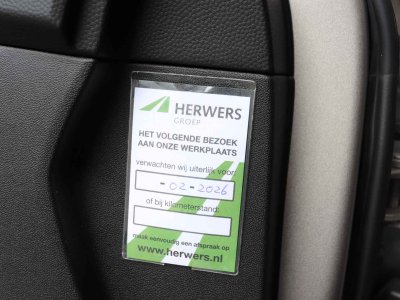 HERWERS
GROEP
HET VOLGENDE BEZOEK
AAN ONZE WERKPLAATS
verwachten wij uiterlijk voor:
- 02 - 2026
of bij kilometerstand:
maak eenvoudig een afspraak op
www.herwers.nl